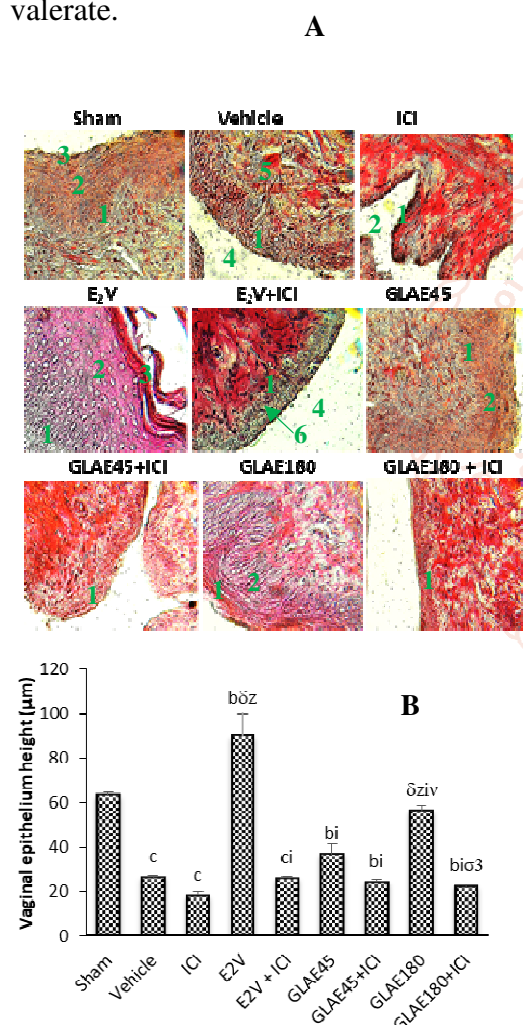 valerate.
A
Sham Vehicle ICI
3 2 1 5 1 4 2 1
E₂V E₂V+ICI GLAE45
1 2 3 1 4 6 1 2
GLAE45+ICI GLAE180 GLAE180 + ICI
1 1 2 1
B
Vaginal epithelium height (µm)
120
100
80
60
40
20
0
c c bδz ci bi bi δziv biσ3
Sham Vehicle ICI E2V E2V + ICI GLAE45 GLAE45+ICI GLAE180 GLAE180+ICI